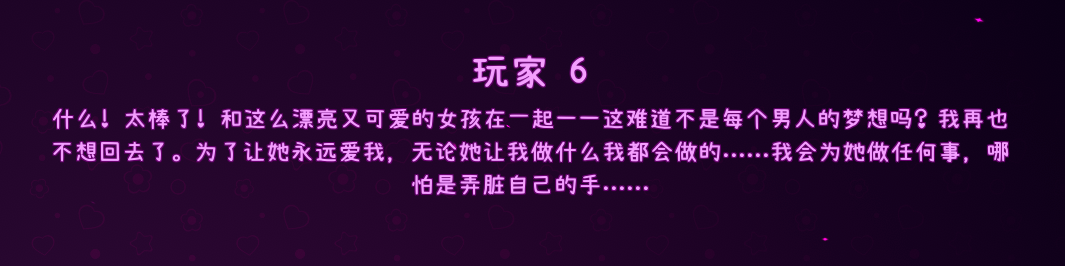 玩家 6
什么！太棒了！和这么漂亮又可爱的女孩在一起——这难道不是每个男人的梦想吗？我再也
不想回去了。为了让她永远爱我，无论她让我做什么我都会做的……我会为她做任何事，哪
怕是弄脏自己的手……